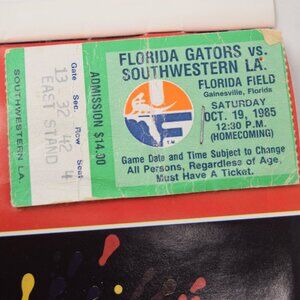 SOUTHWESTERN LA.
Gate Sec. Row Seat
13 32 42 4
EAST STAND
ADMISSION $14.00
FLORIDA GATORS VS.
SOUTHWESTERN LA.
FLORIDA FIELD
Gainesville, Florida
SATURDAY
OCT. 19, 1985
12:30 P.M.
(HOMECOMING)
Game Date and Time Subject to Change
All Persons, Regardless of Age,
Must Have A Ticket.